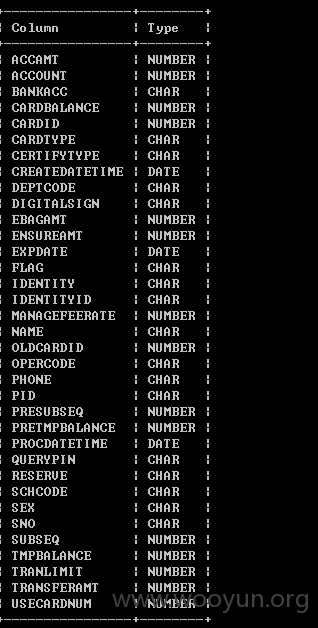 Column Type
ACCAMT NUMBER
ACCOUNT NUMBER
BANKACC CHAR
CARDBALANCE NUMBER
CARDID NUMBER
CARDTYPE CHAR
CERTIFYTYPE CHAR
CREATEDATETIME DATE
DEPTCODE CHAR
DIGITALSIGN CHAR
EBAGAMT NUMBER
ENSUREAMT NUMBER
EXPDATE DATE
FLAG CHAR
IDENTITY CHAR
IDENTITYID CHAR
MANAGEFEERATE NUMBER
NAME CHAR
OLDCARDID NUMBER
OPERCODE CHAR
PHONE CHAR
PID CHAR
PRESUBSEQ NUMBER
PRETMPBALANCE NUMBER
PROCDATETIME DATE
QUERYPIN CHAR
RESERVE CHAR
SCHCODE CHAR
SEX CHAR
SNO CHAR
SUBSEQ NUMBER
TMPBALANCE NUMBER
TRANLIMIT NUMBER
TRANSFERAMT NUMBER
USECARDNUM NUMBER
www.wooyun.org